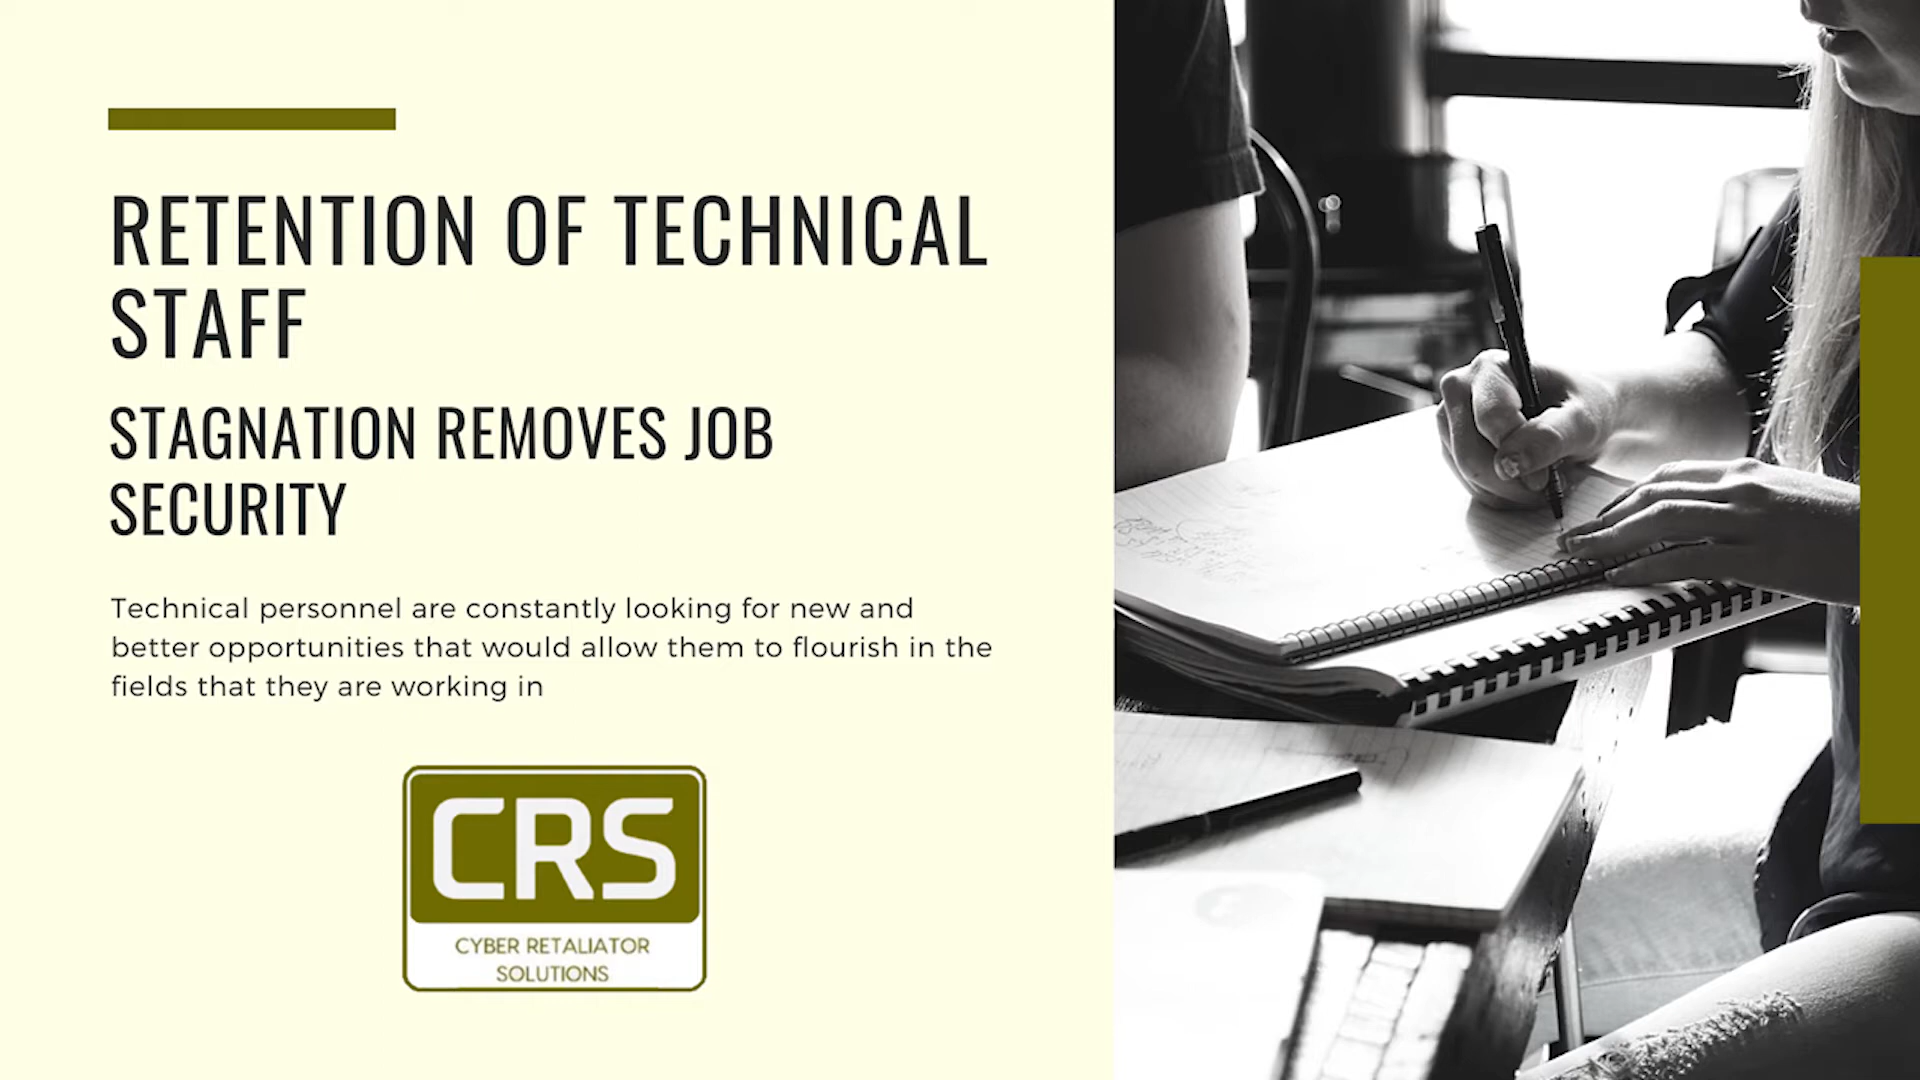 RETENTION OF TECHNICAL
STAFF
STAGNATION REMOVES JOB
SECURITY
Technical personnel are constantly looking for new and
better opportunities that would allow them to flourish in the
fields that they are working in
CRS
CYBER RETALIATOR
SOLUTIONS